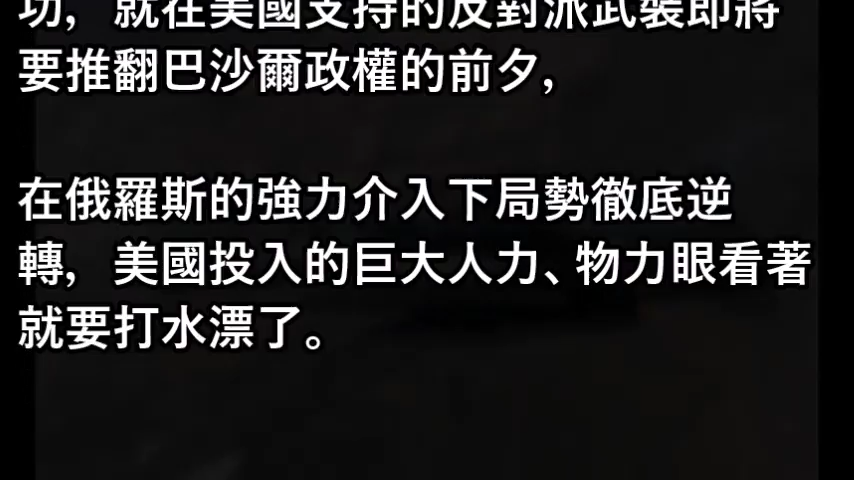 功, 就在美國支持的反對派武裝即將
要推翻巴沙爾政權的前夕,
在俄羅斯的強力介入下局勢徹底逆
轉, 美國投入的巨大人力、物力眼看著
就要打水漂了。